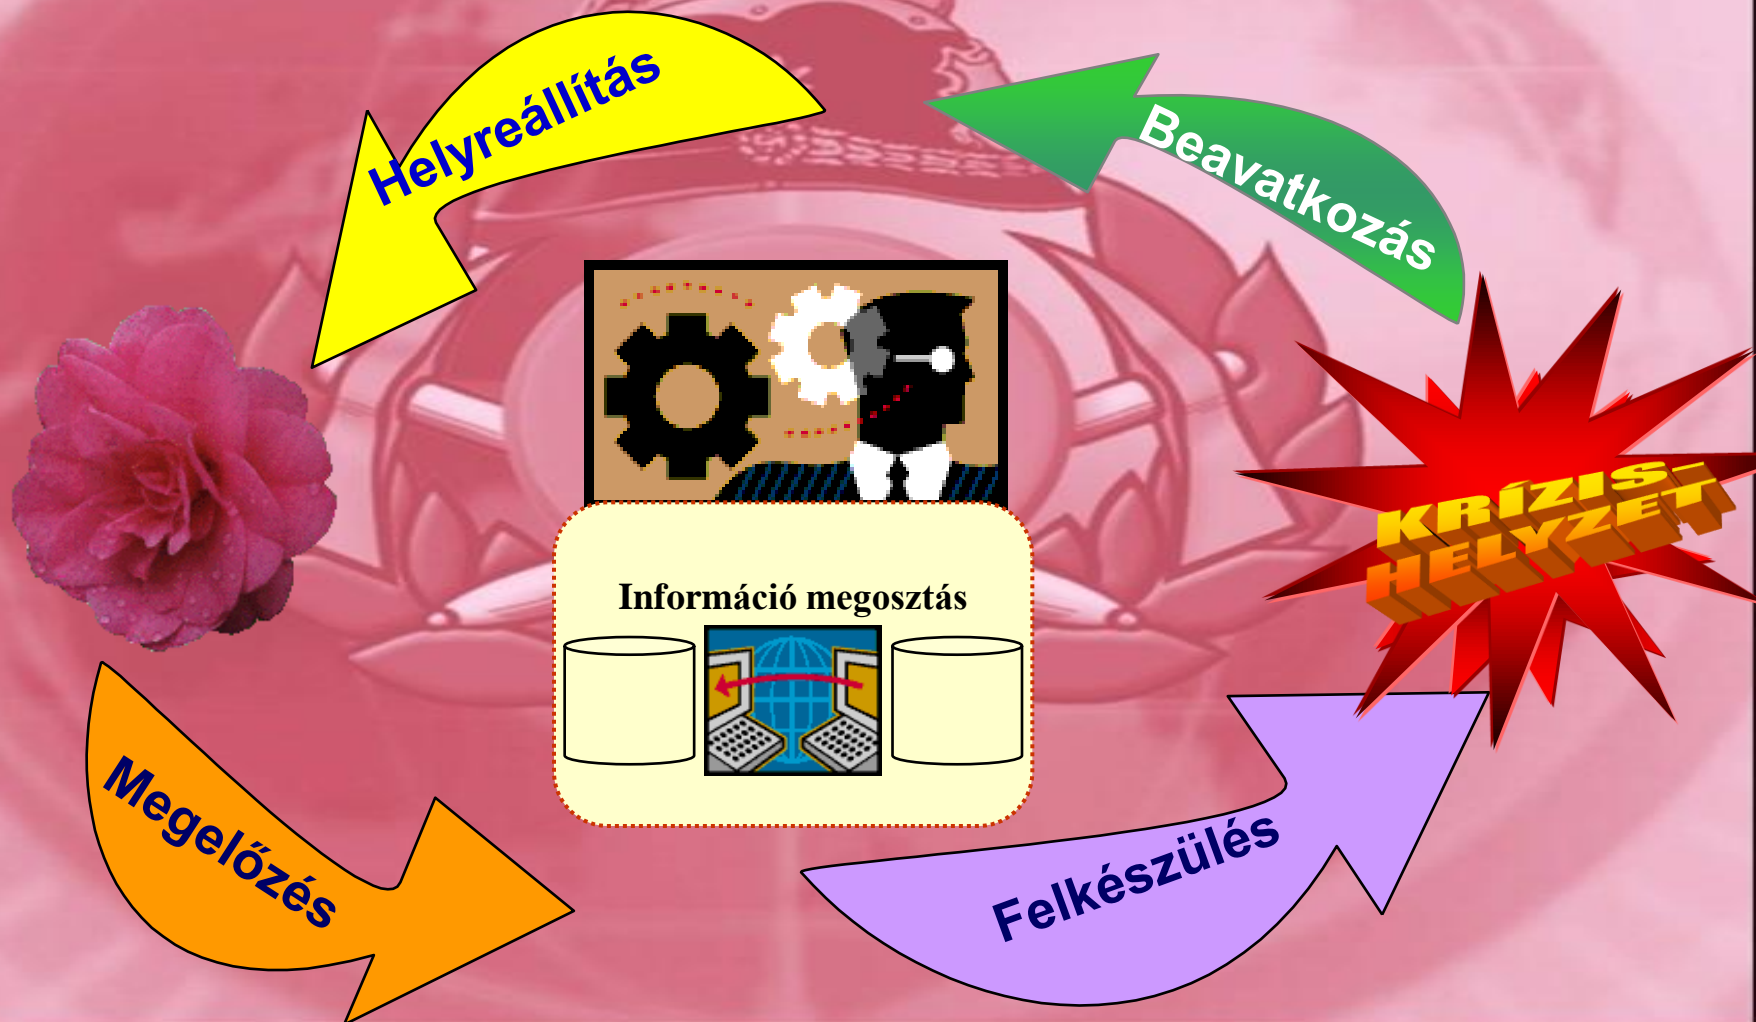 Helyreállítás
Beavatkozás
KRÍZIS-
HELYZET
Információ megosztás
Megelőzés
Felkészülés